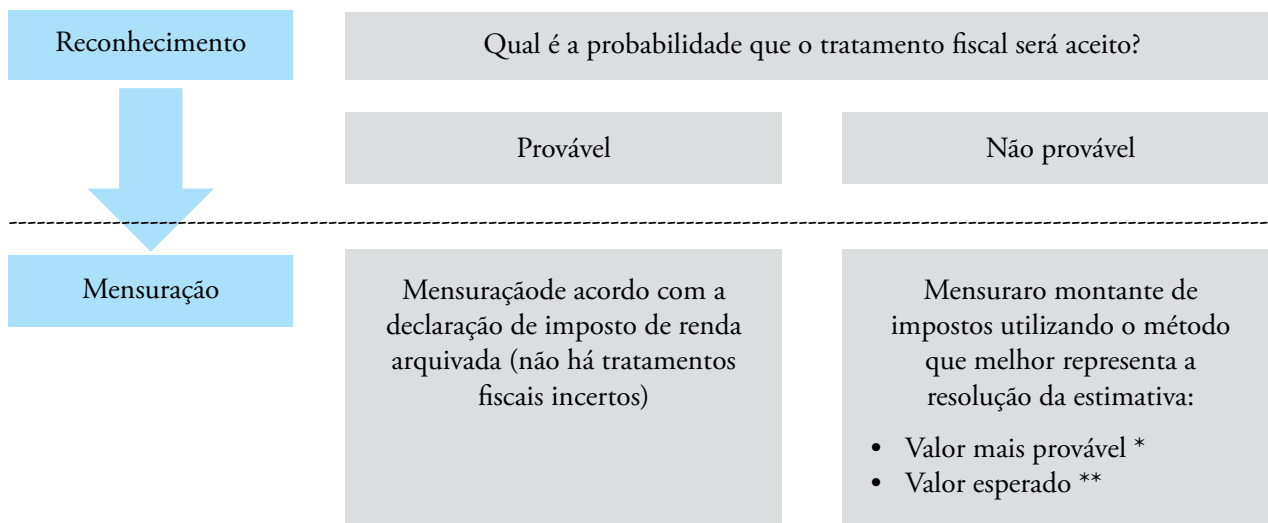 Reconhecimento
Qual é a probabilidade que o tratamento fiscal será aceito?
Provável
Não provável
Mensuração
Mensuraçãode acordo com a
declaração de imposto de renda
arquivada (não há tratamentos
fiscais incertos)
Mensuraro montante de
impostos utilizando o método
que melhor representa a
resolução da estimativa:
• Valor mais provável *
• Valor esperado **